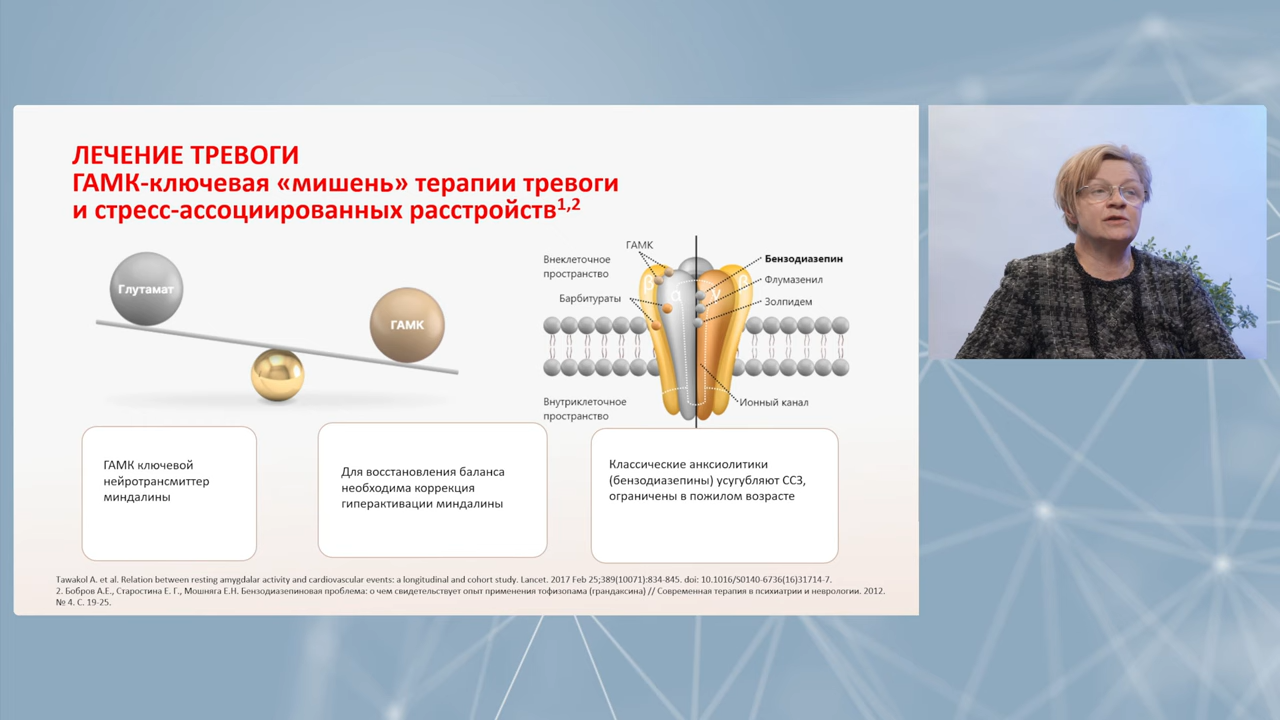 ЛЕЧЕНИЕ ТРЕВОГИ
ГАМК-ключевая «мишень» терапии тревоги
и стресс-ассоциированных расстройств1,2
Глутамат
ГАМК
ГАМК
Внеклеточное
пространство
Барбитураты
β
α
γ
β
Бензодиазепин
Флумазенил
Золпидем
Внутриклеточное
пространство
Ионный канал
ГАМК ключевой
нейротрансмиттер
миндалины
Для восстановления баланса
необходима коррекция
гиперактивации миндалины
Классические анксиолитики
(бензодиазепины) усугубляют ССЗ,
ограничены в пожилом возрасте
Tawakol A. et al. Relation between resting amygdalar activity and cardiovascular events: a longitudinal and cohort study. Lancet. 2017 Feb 25;389(10071):834-845. doi: 10.1016/S0140-6736(16)31714-7.
2. Бобров А.Е., Старостина Е. Г., Мошняга Е.Н. Бензодиазепиновая проблема: о чем свидетельствует опыт применения тофизопама (грандаксина) // Современная терапия в психиатрии и неврологии. 2012.
№ 4. С. 19-25.